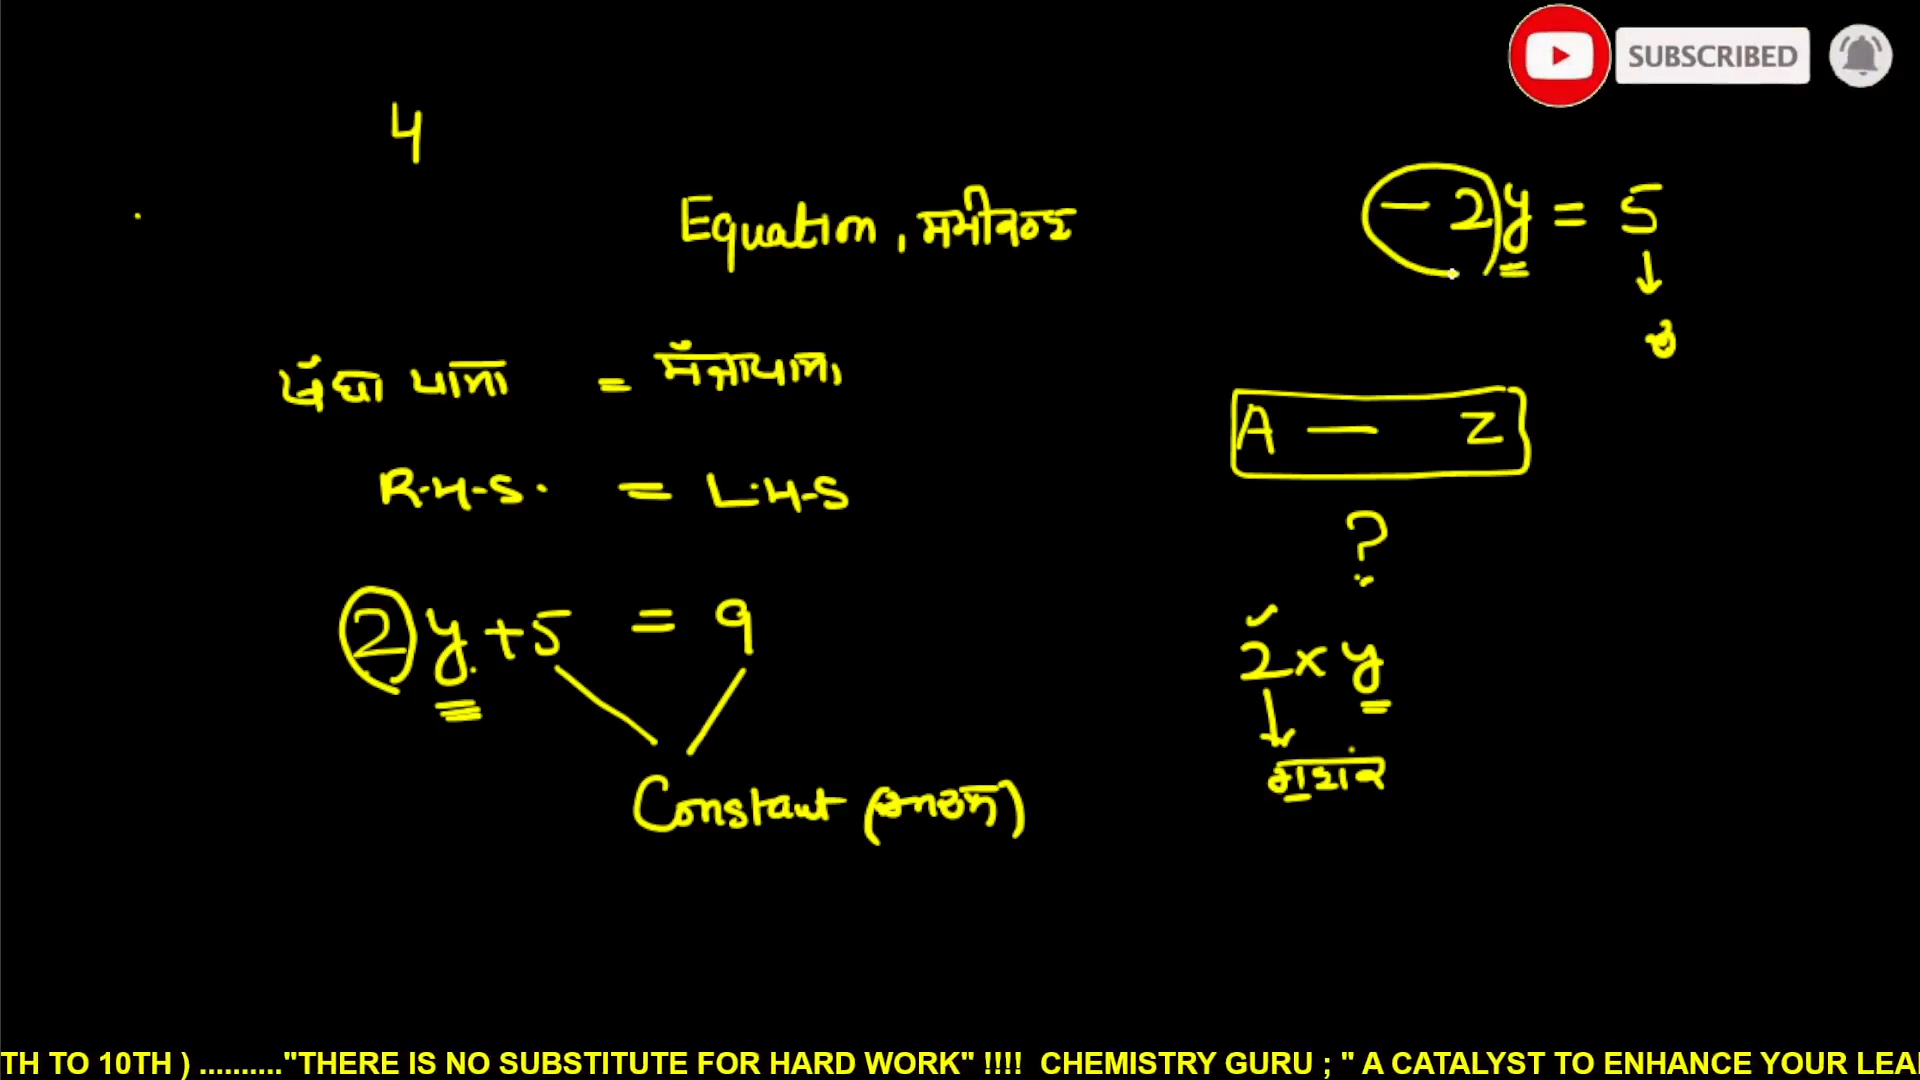 SUBSCRIBED
4
Equation, ਸਮੀਕਰਣ
-2y = 5
ਖੱਬਾ ਪਾਸਾ = ਸੱਜਾਪਾਸਾ
A — Z
R.H.S. = L.H.S
?
2y+5 = 9
2xy
Constant (
TH TO 10TH ) .........."THERE IS NO SUBSTITUTE FOR HARD WORK" !!!! CHEMISTRY GURU ; " A CATALYST TO ENHANCE YOUR LEA